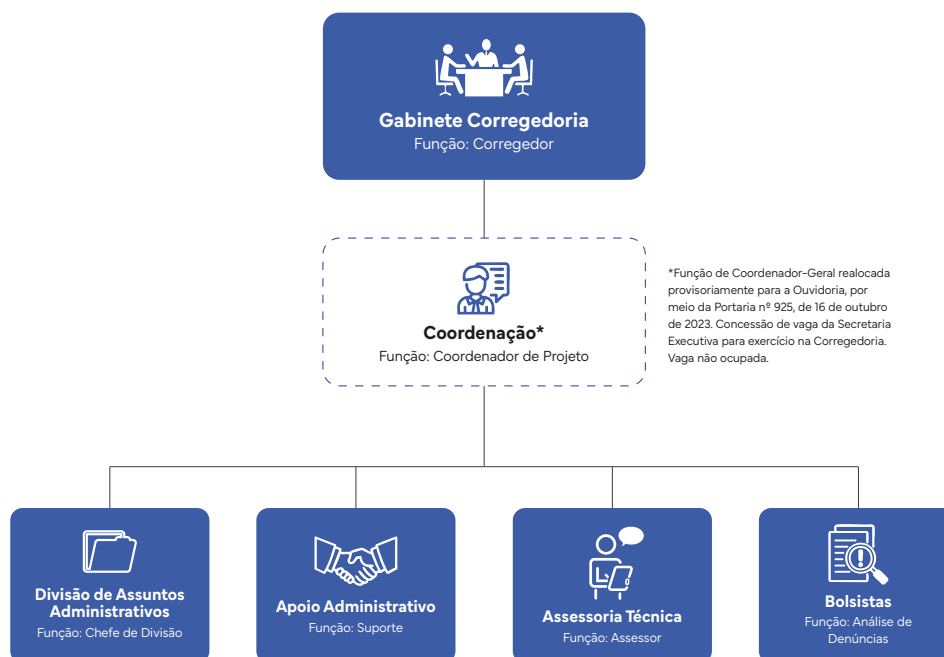 Gabinete Corregedoria
Função: Corregedor
Coordenação*
Função: Coordenador de Projeto
*Função de Coordenador-Geral realocada
provisoriamente para a Ouvidoria, por
meio da Portaria nº 925, de 16 de outubro
de 2023. Concessão de vaga da Secretaria
Executiva para exercício na Corregedoria.
Vaga não ocupada.
Divisão de Assuntos
Administrativos
Função: Chefe de Divisão
Apoio Administrativo
Função: Suporte
Assessoria Técnica
Função: Assessor
Bolsistas
Função: Análise de
Denúncias